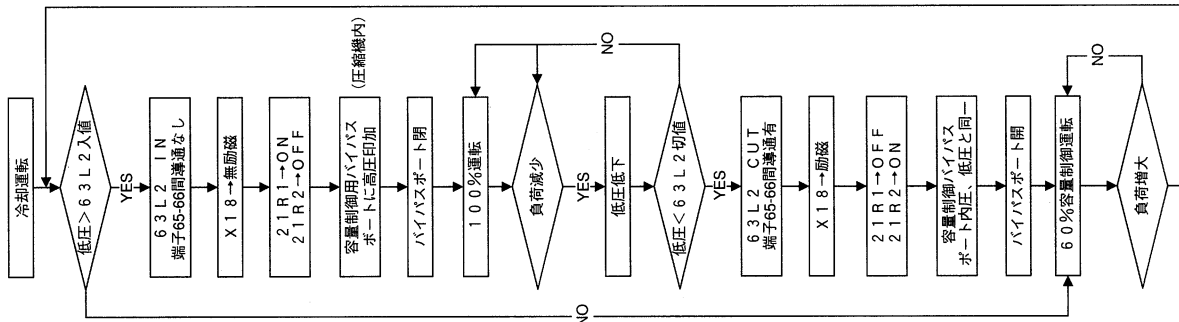 冷却運転
低圧>63L2入値
YES
63L2 IN
端子65-66間導通なし
X18→無励磁
21R1→ON
21R2→OFF
容量制御用バイパス
ポートに高圧印加
(圧縮機内)
バイパスポート閉
100%運転
負荷減少
NO
YES
低圧低下
低圧<63L2切値
YES
63L2 CUT
端子65-66間導通有
X18→励磁
21R1→OFF
21R2→ON
容量制御バイパス
ポート内圧、低圧と同一
バイパスポート開
60%容量制御運転
NO
負荷増大
NO